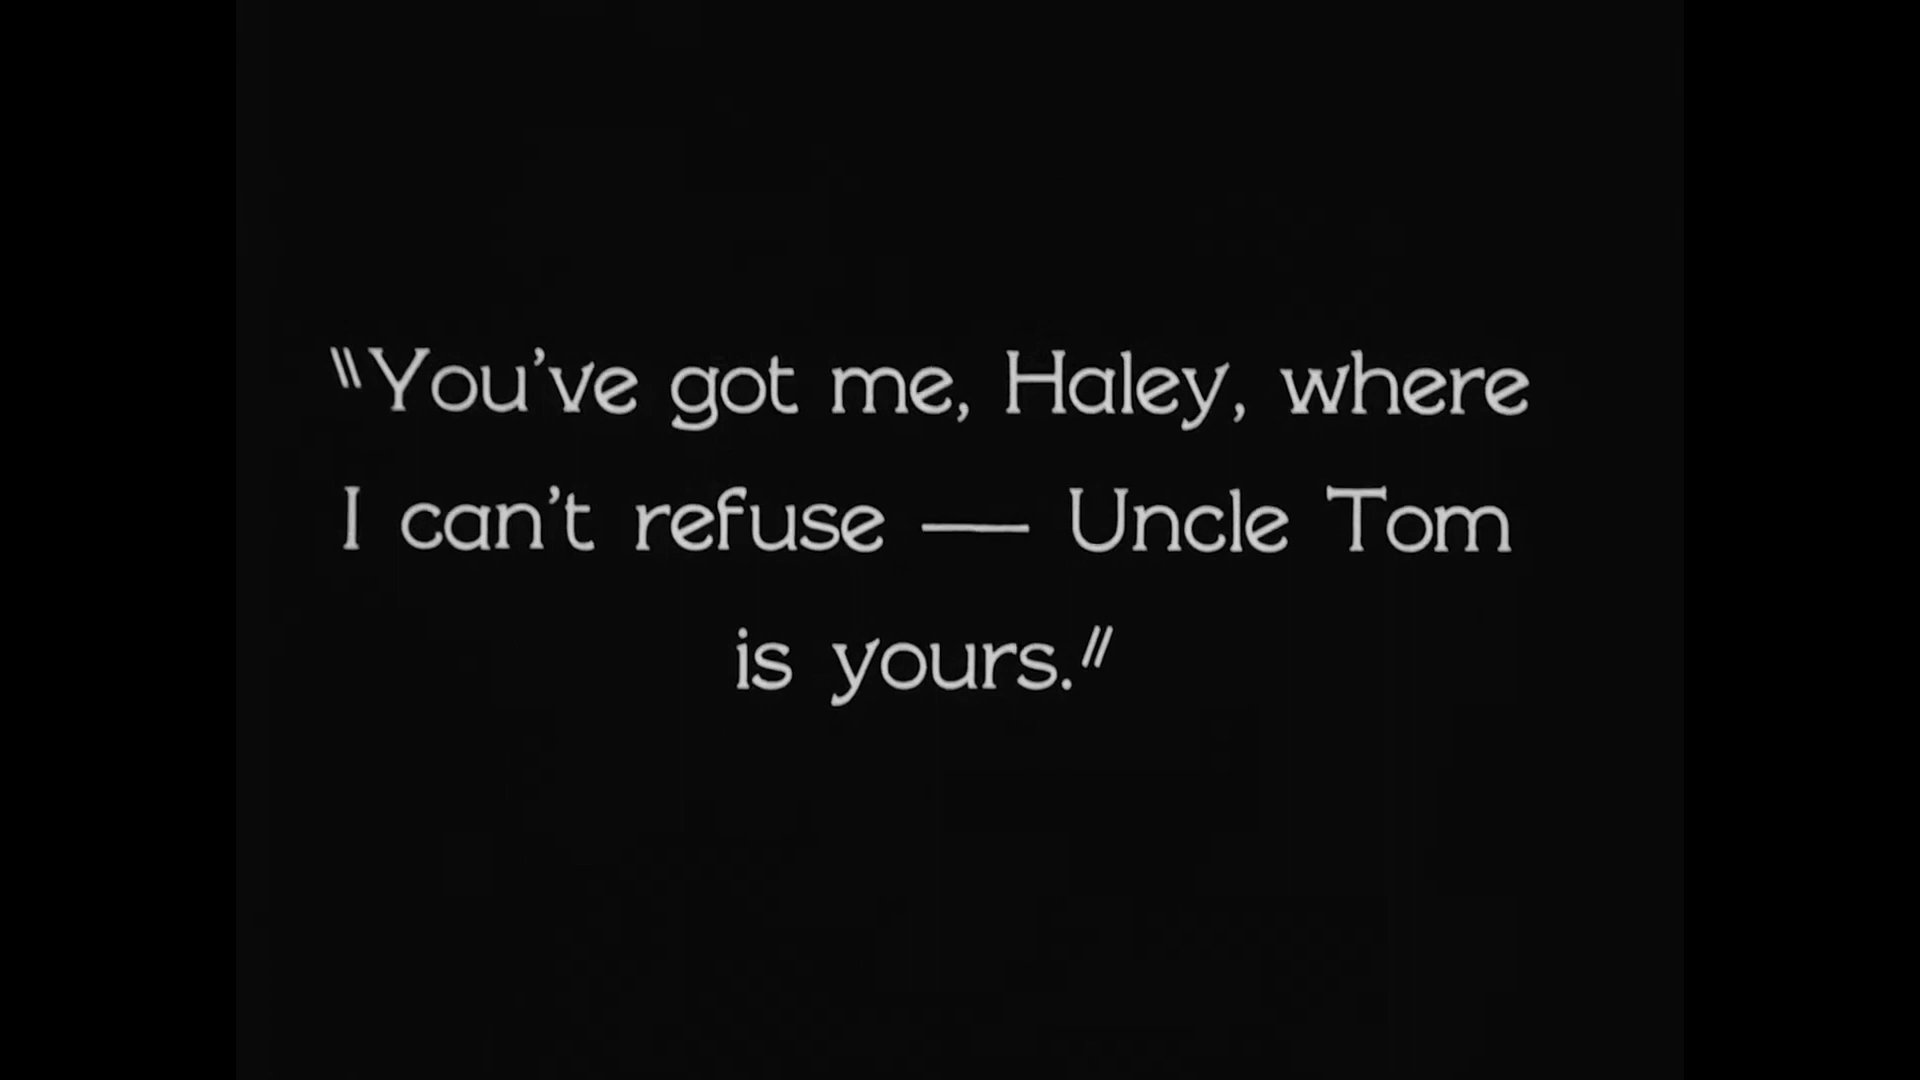 "You've got me, Haley, where
I can't refuse — Uncle Tom
is yours."